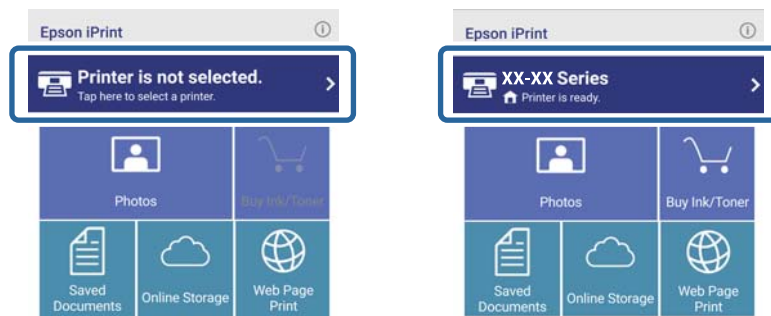 Epson iPrint
Printer is not selected.
Tap here to select a printer.
Photos
Buy Ink/Toner
Saved
Documents
Online Storage
Web Page
Print
Epson iPrint
XX-XX Series
Printer is ready.
Photos
Buy Ink/Toner
Saved
Documents
Online Storage
Web Page
Print